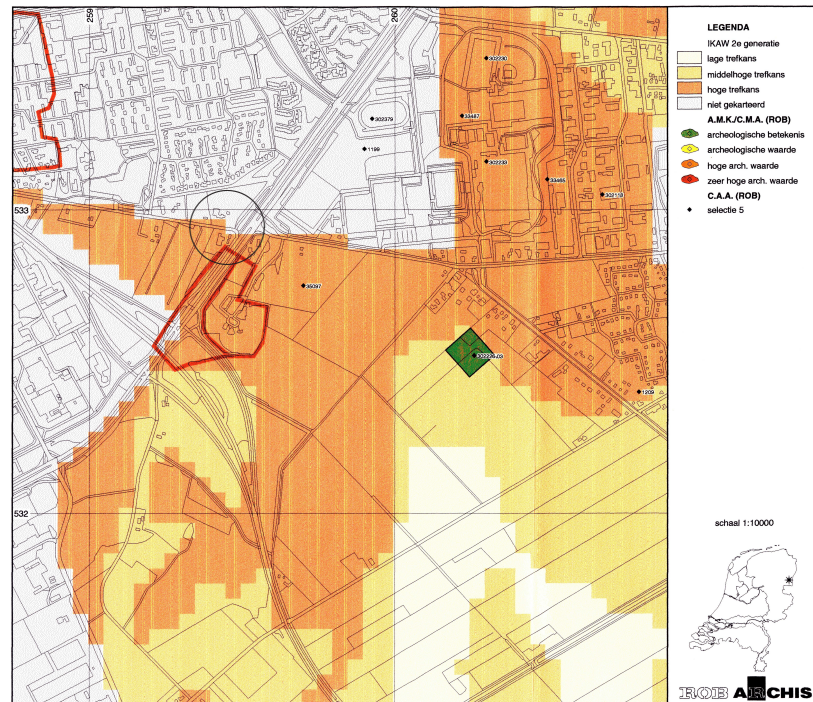 259
260
533
532
302230
33487
302379
1199
302233
33465
302118
35097
302226-03
1209
LEGENDA
IKAW 2e generatie
lage trefkans
middelhoge trefkans
hoge trefkans
niet gekarteerd
A.M.K./C.M.A. (ROB)
archeologische betekenis
archeologische waarde
hoge arch. waarde
zeer hoge arch. waarde
C.A.A. (ROB)
selectie 5
schaal 1:10000
ROB ARCHIS